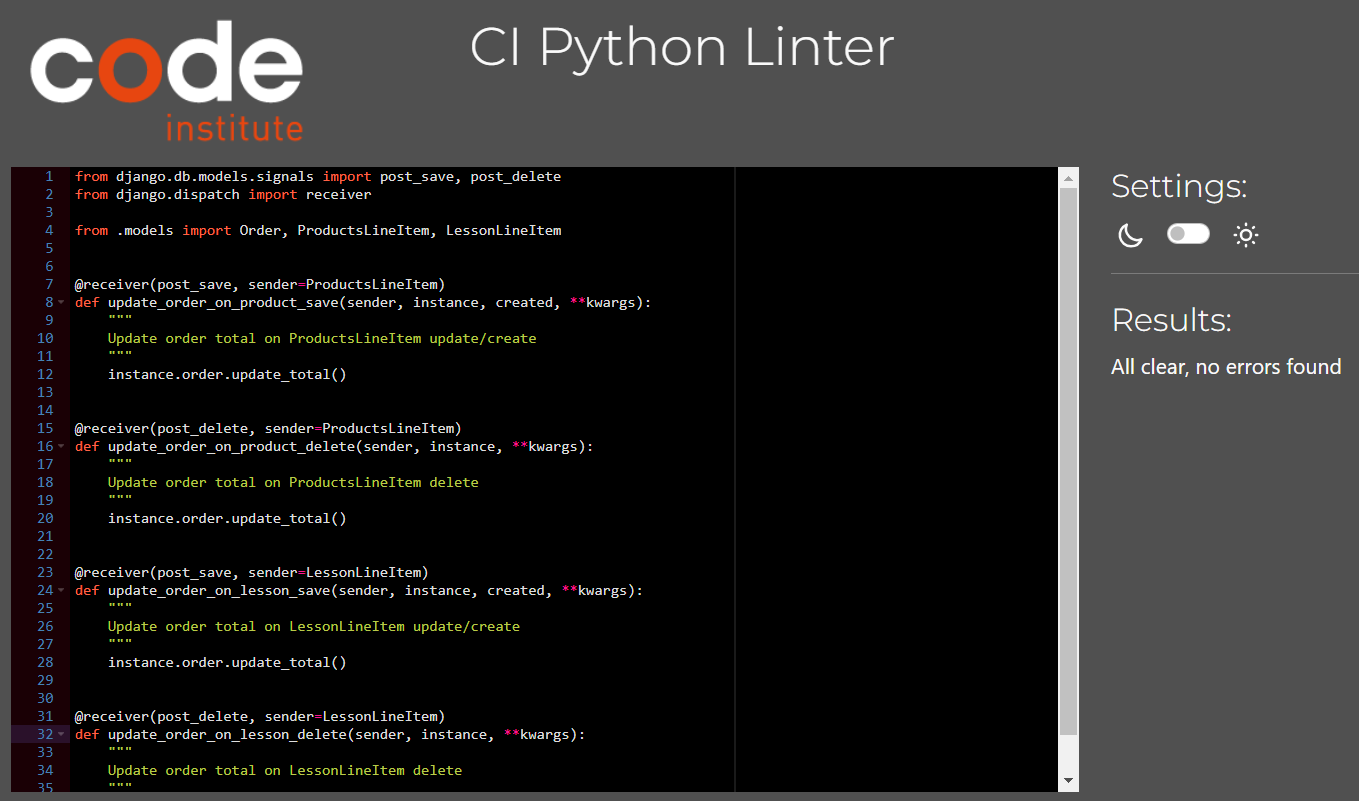 code
institute
CI Python Linter
1 from django.db.models.signals import post_save, post_delete
2 from django.dispatch import receiver
3
4 from .models import Order, ProductsLineItem, LessonLineItem
5
6
7 @receiver(post_save, sender=ProductsLineItem)
8 def update_order_on_product_save(sender, instance, created, **kwargs):
9     """
10     Update order total on ProductsLineItem update/create
11     """
12     instance.order.update_total()
13
14
15 @receiver(post_delete, sender=ProductsLineItem)
16 def update_order_on_product_delete(sender, instance, **kwargs):
17     """
18     Update order total on ProductsLineItem delete
19     """
20     instance.order.update_total()
21
22
23 @receiver(post_save, sender=LessonLineItem)
24 def update_order_on_lesson_save(sender, instance, created, **kwargs):
25     """
26     Update order total on LessonLineItem update/create
27     """
28     instance.order.update_total()
29
30
31 @receiver(post_delete, sender=LessonLineItem)
32 def update_order_on_lesson_delete(sender, instance, **kwargs):
33     """
34     Update order total on LessonLineItem delete
35     """
Settings:
Results:
All clear, no errors found